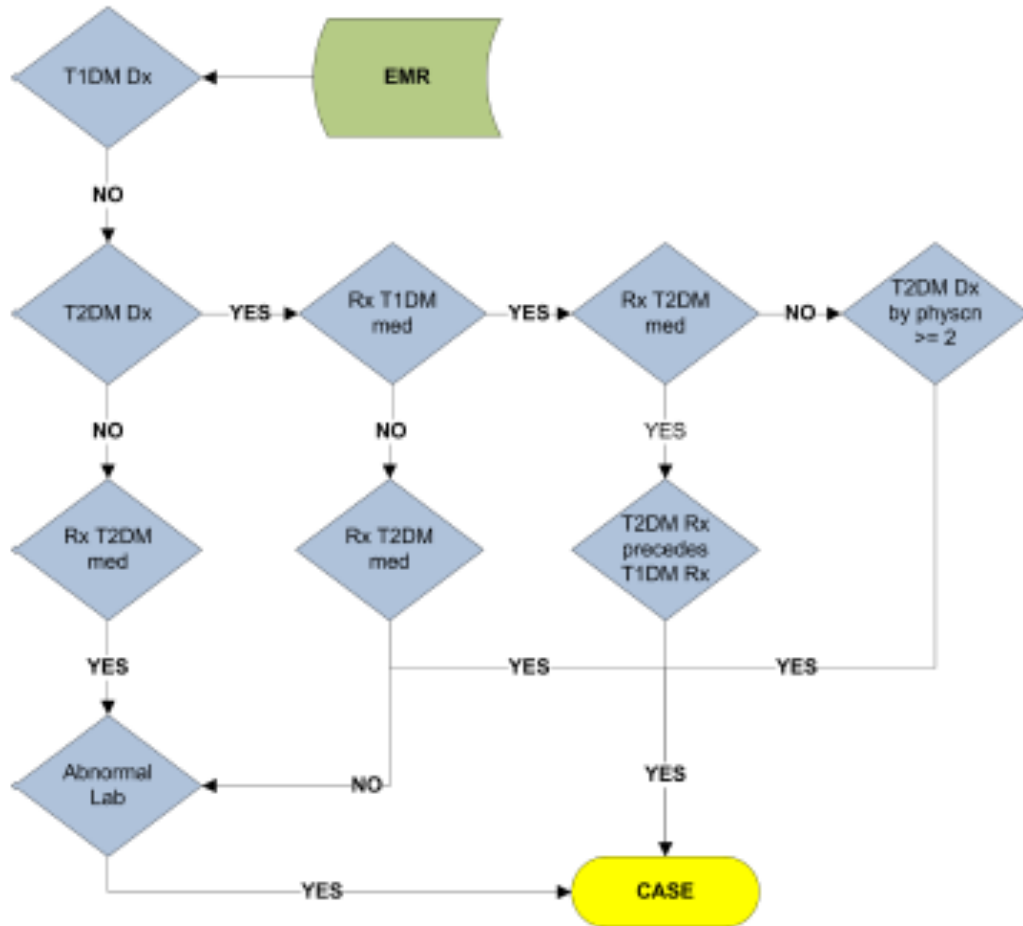 T1DM Dx
EMR
NO
T2DM Dx
YES
Rx T1DM
med
YES
Rx T2DM
med
NO
T2DM Dx
by physcn
>= 2
NO
NO
YES
Rx T2DM
med
Rx T2DM
med
T2DM Rx
precedes
T1DM Rx
YES
YES
YES
Abnormal
Lab
NO
YES
YES
CASE